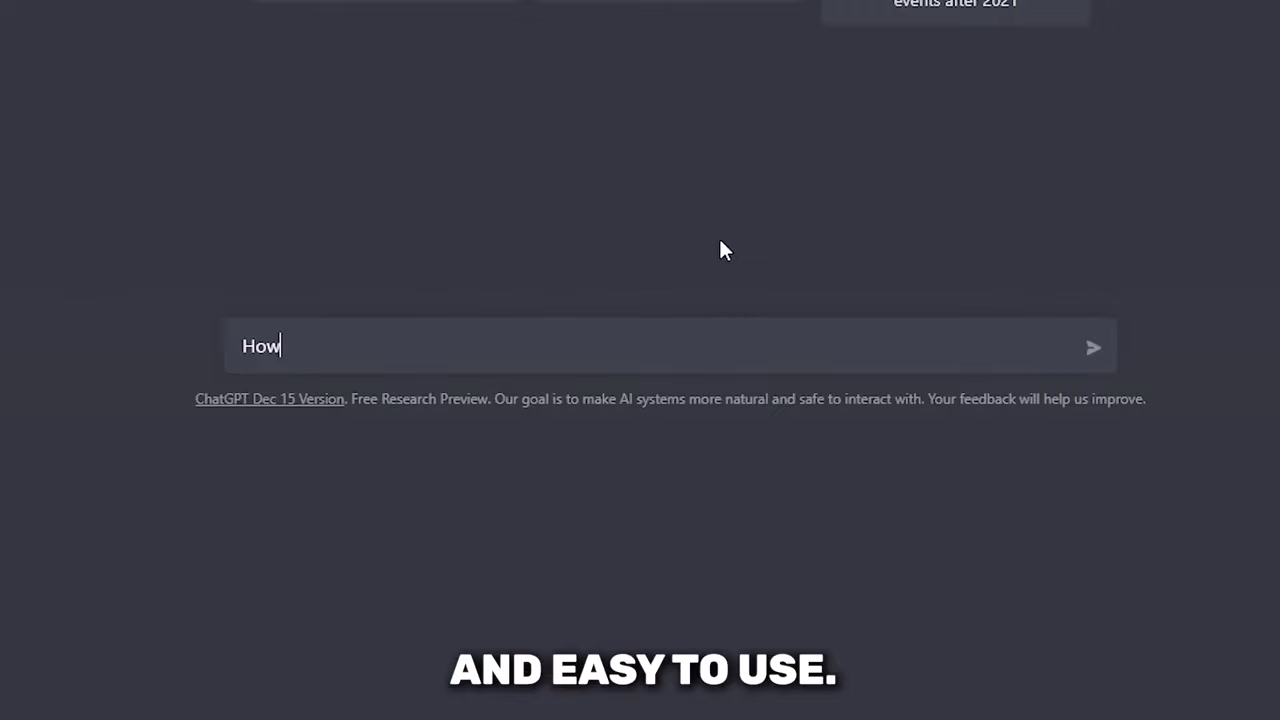 events after 2021
How
ChatGPT Dec 15 Version. Free Research Preview. Our goal is to make AI systems more natural and safe to interact with. Your feedback will help us improve.
AND EASY TO USE.